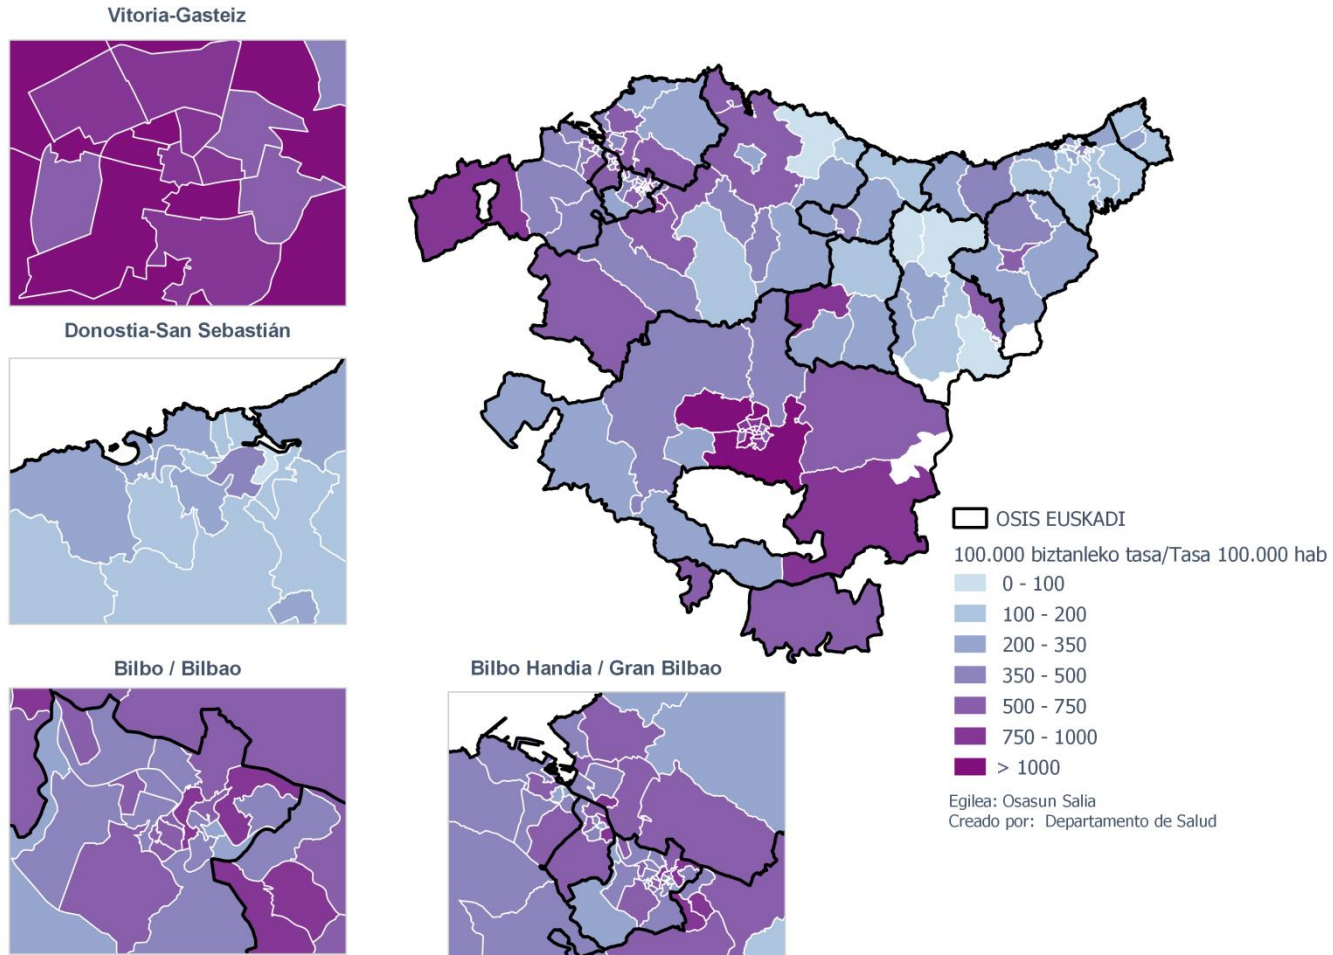 Vitoria-Gasteiz
Donostia-San Sebastián
Bilbo / Bilbao
Bilbo Handia / Gran Bilbao
OSIS EUSKADI
100.000 biztanleko tasa/Tasa 100.000 hab
0 - 100
100 - 200
200 - 350
350 - 500
500 - 750
750 - 1000
> 1000
Egilea: Osasun Salia
Creado por: Departamento de Salud